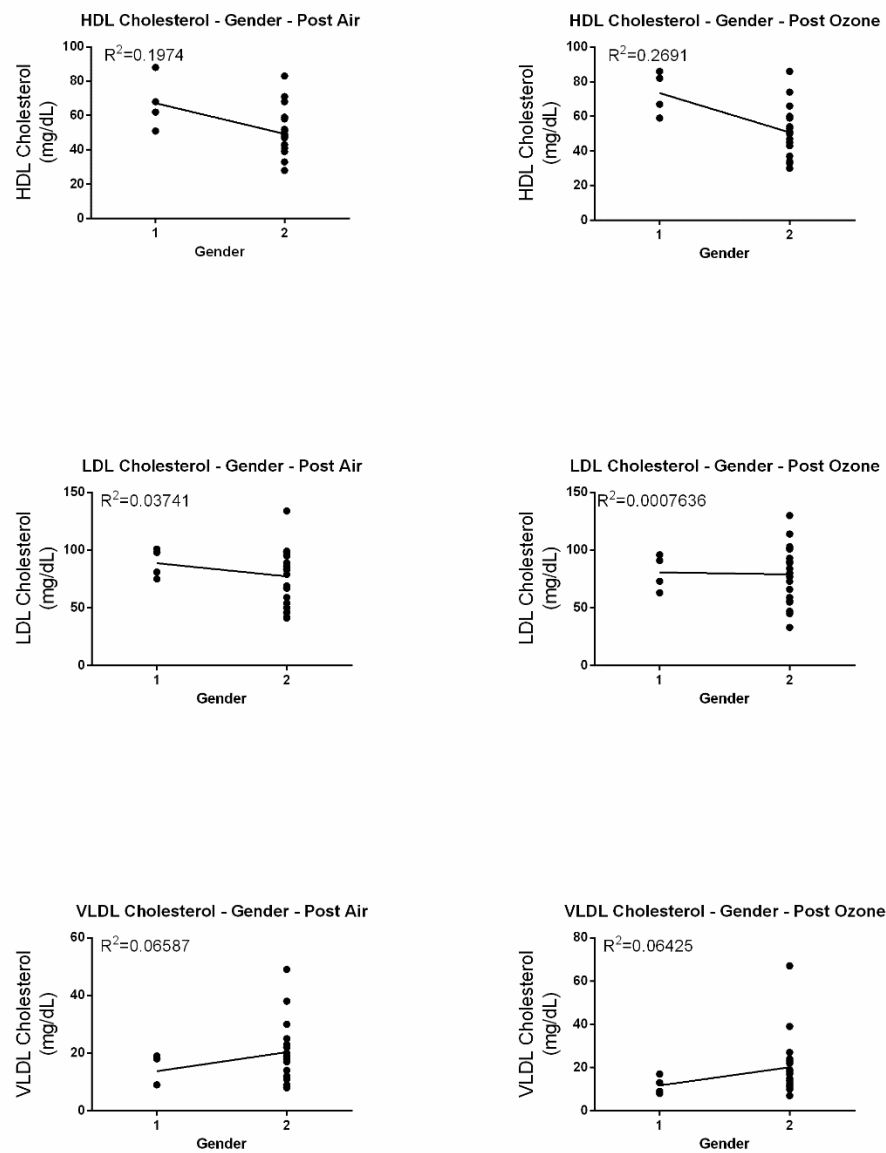 HDL Cholesterol - Gender - Post Air
R²=0.1974
100
80
60
40
20
0
HDL Cholesterol
(mg/dL)
1
2
Gender
HDL Cholesterol - Gender - Post Ozone
R²=0.2691
100
80
60
40
20
0
HDL Cholesterol
(mg/dL)
1
2
Gender
LDL Cholesterol - Gender - Post Air
R²=0.03741
150
100
50
0
LDL Cholesterol
(mg/dL)
1
2
Gender
LDL Cholesterol - Gender - Post Ozone
R²=0.0007636
150
100
50
0
LDL Cholesterol
(mg/dL)
1
2
Gender
VLDL Cholesterol - Gender - Post Air
R²=0.06587
60
40
20
0
VLDL Cholesterol
(mg/dL)
1
2
Gender
VLDL Cholesterol - Gender - Post Ozone
R²=0.06425
80
60
40
20
0
VLDL Cholesterol
(mg/dL)
1
2
Gender